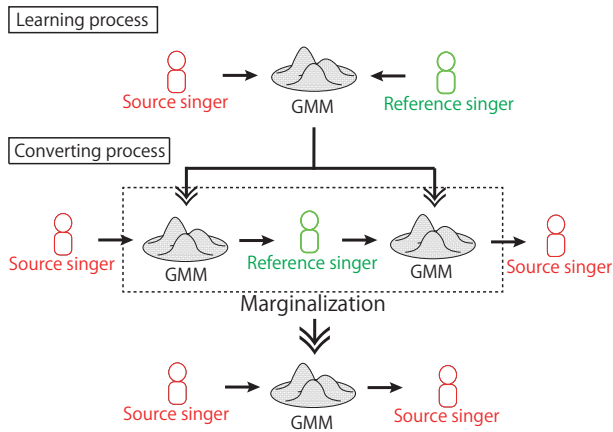 Learning process
Source singer
GMM
Reference singer
Converting process
Source singer
GMM
Reference singer
GMM
Source singer
Marginalization
Source singer
GMM
Source singer